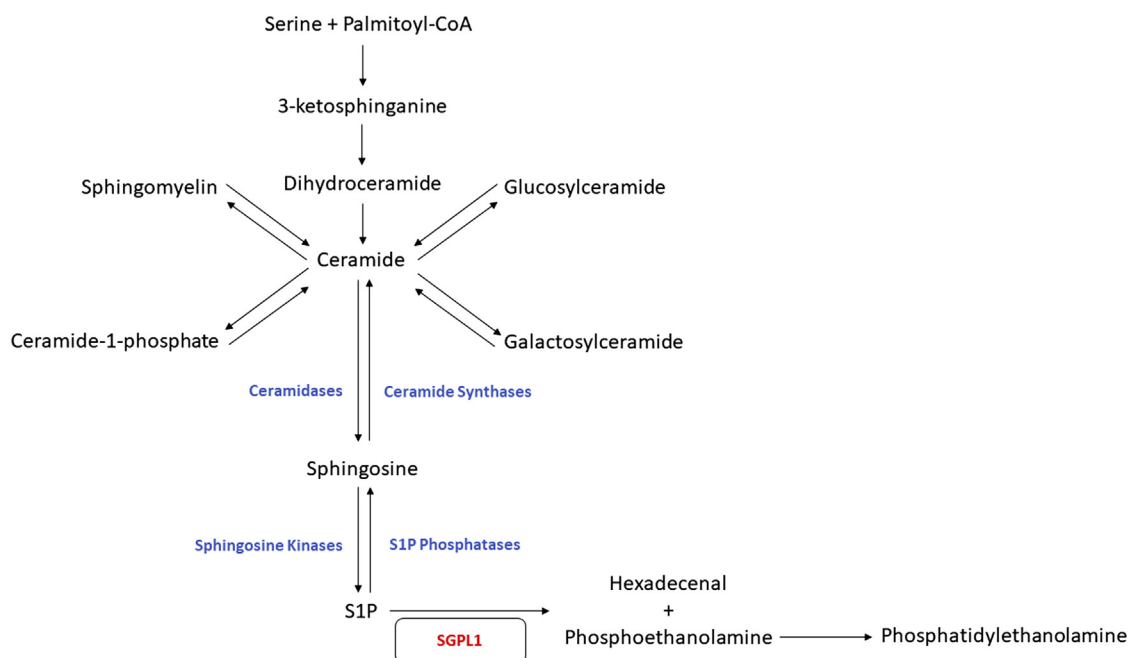 Serine + Palmitoyl-CoA
3-ketosphinganine
Sphingomyelin
Dihydroceramide
Glucosylceramide
Ceramide
Ceramide-1-phosphate
Galactosylceramide
Ceramidases
Ceramide Synthases
Sphingosine
Sphingosine Kinases
S1P Phosphatases
Hexadecenal
S1P
+
SGPL1
Phosphoethanolamine
Phosphatidylethanolamine